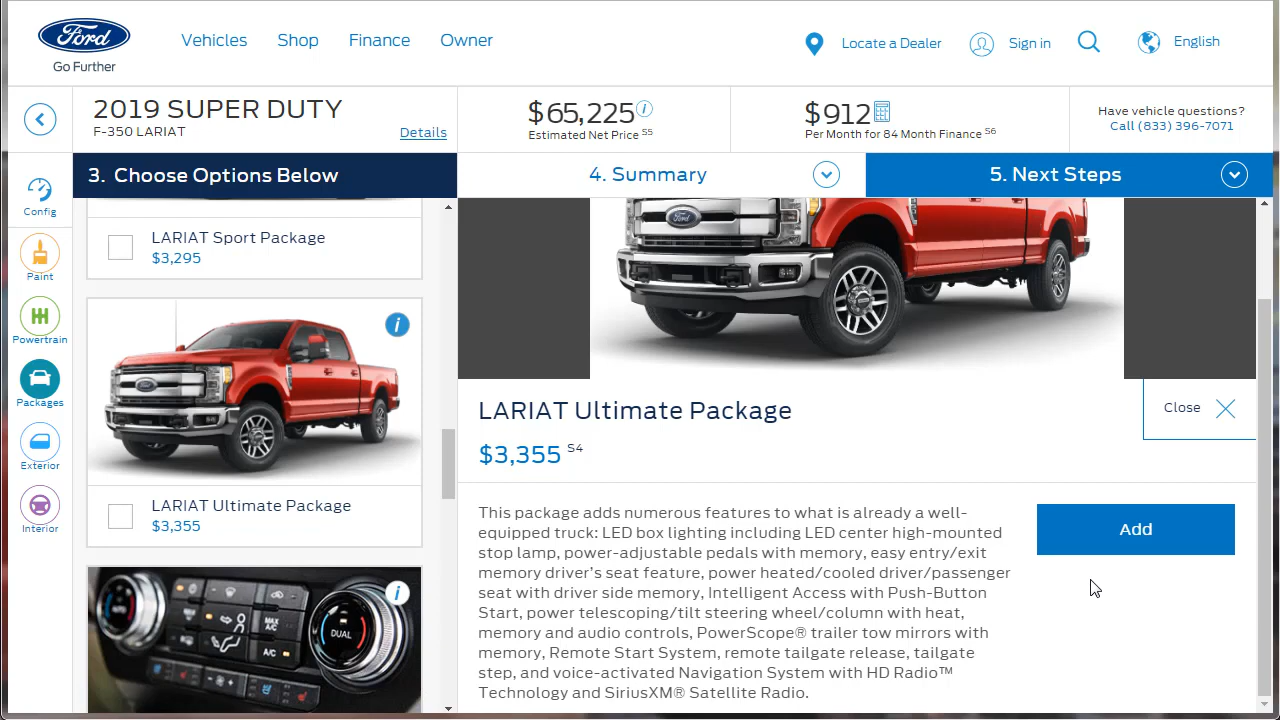 Ford
Go Further
Vehicles
Shop
Finance
Owner
Locate a Dealer
Sign in
English
2019 SUPER DUTY
F-350 LARIAT
Details
$65,225
Estimated Net Price S5
$912
Per Month for 84 Month Finance S6
Have vehicle questions?
Call (833) 396-7071
3. Choose Options Below
4. Summary
5. Next Steps
Config
Paint
Powertrain
Packages
Exterior
Interior
LARIAT Sport Package
$3,295
i
LARIAT Ultimate Package
$3,355
i
AUTO
MAX
A/C
A/C
DUAL
Ford
LARIAT Ultimate Package
Close
$3,355 S4
This package adds numerous features to what is already a well-
equipped truck: LED box lighting including LED center high-mounted
stop lamp, power-adjustable pedals with memory, easy entry/exit
memory driver's seat feature, power heated/cooled driver/passenger
seat with driver side memory, Intelligent Access with Push-Button
Start, power telescoping/tilt steering wheel/column with heat,
memory and audio controls, PowerScope® trailer tow mirrors with
memory, Remote Start System, remote tailgate release, tailgate
step, and voice-activated Navigation System with HD Radio™
Technology and SiriusXM® Satellite Radio.
Add